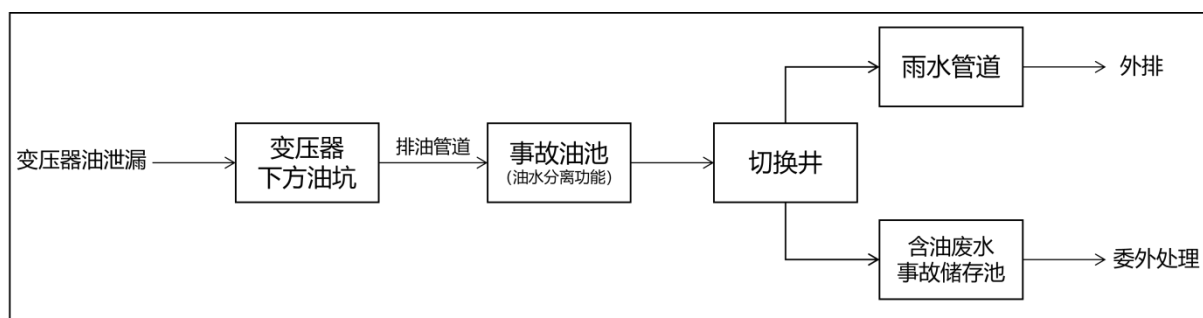 变压器油泄漏
变压器
下方油坑
排油管道
事故油池
(油水分离功能)
切换井
雨水管道
外排
含油废水
事故储存池
委外处理